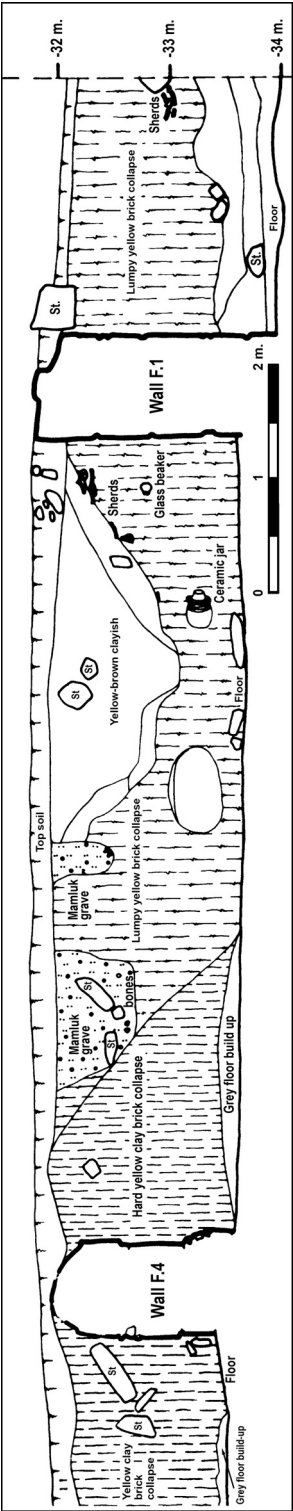 -32 m.
-33 m.
-34 m.
Sherds
Lumpy yellow brick collapse
Floor
St.
St.
Wall F.1
2 m.
1
0
Sherds
Glass beaker
Ceramic jar
St
St
Yellow-brown clayish
Floor
Top soil
Mamluk
grave
Lumpy yellow brick collapse
Mamluk
grave
St
St
bones
Grey floor build up
Hard yellow clay brick collapse
Wall F.4
St
St
Floor
Yellow clay
brick
collapse
Grey floor build-up